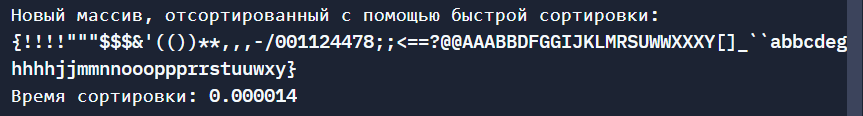 Новый массив, отсортированный с помощью быстрой сортировки:
{!!!!"""$$$&'(())**,,,-/001124478;;<==?@@AAABBDFGGIJKLMRSUWWXXXY[]_``abbcdeg
hhhhjjmmnnoooppprrstuuwxy}
Время сортировки: 0.000014